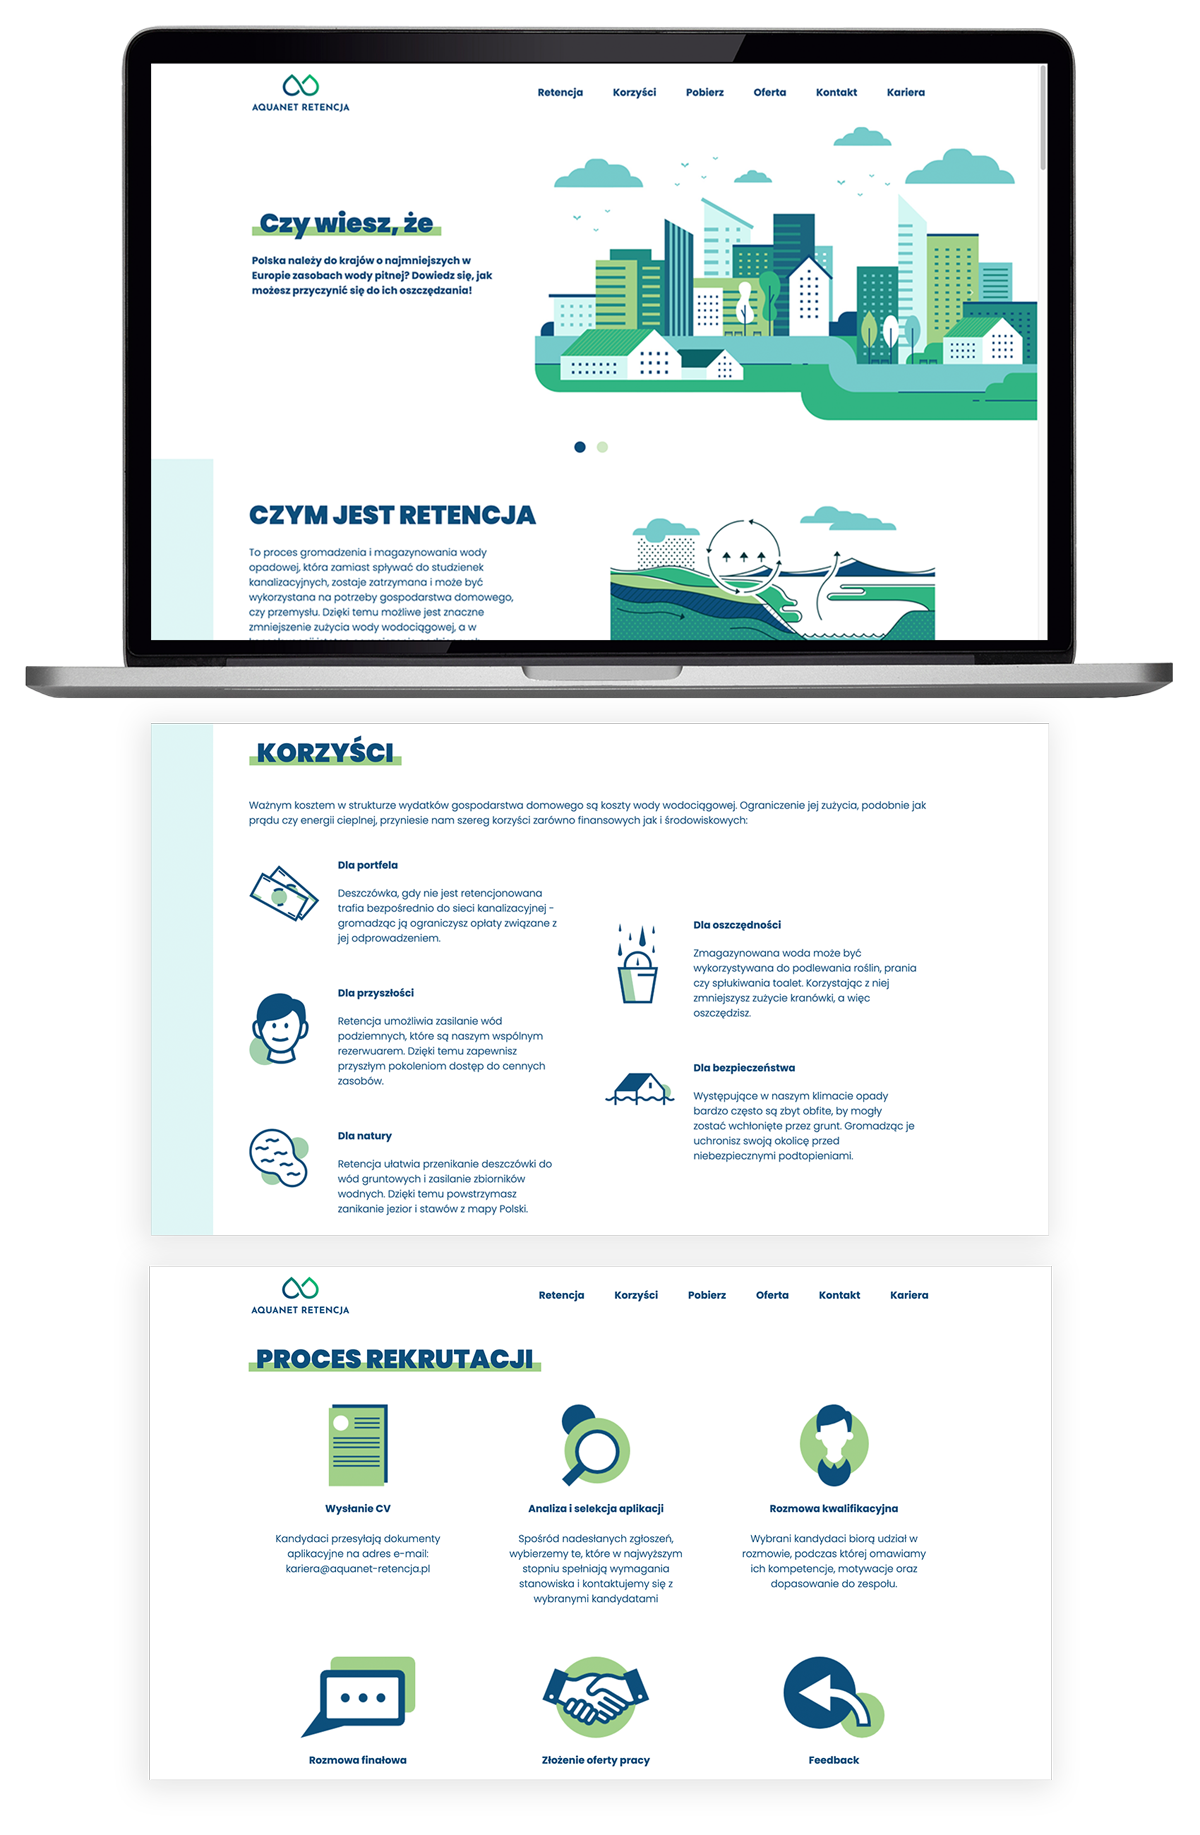 AQUANET RETENCJA
Retencja Korzyści Pobierz Oferta Kontakt Kariera
Czy wiesz, że
Polska należy do krajów o najmniejszych w
Europie zasobach wody pitnej? Dowiedz się, jak
możesz przyczynić się do ich oszczędzania!
CZYM JEST RETENCJA
To proces gromadzenia i magazynowania wody
opadowej, która zamiast spływać do studzienek
kanalizacyjnych, zostaje zatrzymana i może być
wykorzystana na potrzeby gospodarstwa domowego,
czy przemysłu. Dzięki temu możliwe jest znaczne
zmniejszenie zużycia wody wodociągowej, a w
KORZYŚCI
Ważnym kosztem w strukturze wydatków gospodarstwa domowego są koszty wody wodociągowej. Ograniczenie jej zużycia, podobnie jak
prądu czy energii cieplnej, przyniesie nam szereg korzyści zarówno finansowych jak i środowiskowych:
Dla portfela
Deszczówka, gdy nie jest retencjonowana
trafia bezpośrednio do sieci kanalizacyjnej -
gromadząc ją ograniczysz opłaty związane z
jej odprowadzeniem.
Dla przyszłości
Retencja umożliwia zasilanie wód
podziemnych, które są naszym wspólnym
rezerwuarem. Dzięki temu zapewnisz
przyszłym pokoleniom dostęp do cennych
zasobów.
Dla natury
Retencja ułatwia przenikanie deszczówki do
wód gruntowych i zasilanie zbiorników
wodnych. Dzięki temu powstrzymasz
zanikanie jezior i stawów z mapy Polski.
Dla oszczędności
Zmagazynowana woda może być
wykorzystywana do podlewania roślin, prania
czy spłukiwania toalet. Korzystając z niej
zmniejszysz zużycie kranówki, a więc
oszczędzisz.
Dla bezpieczeństwa
Występujące w naszym klimacie opady
bardzo często są zbyt obfite, by mogły
zostać wchłonięte przez grunt. Gromadząc je
uchronisz swoją okolicę przed
niebezpiecznymi podtopieniami.
AQUANET RETENCJA
Retencja Korzyści Pobierz Oferta Kontakt Kariera
PROCES REKRUTACJI
Wysłanie CV
Kandydaci przesyłają dokumenty
aplikacyjne na adres e-mail:
kariera@aquanet-retencja.pl
Analiza i selekcja aplikacji
Spośród nadesłanych zgłoszeń,
wybierzemy te, które w najwyższym
stopniu spełniają wymagania
stanowiska i kontaktujemy się z
wybranymi kandydatami
Rozmowa kwalifikacyjna
Wybrani kandydaci biorą udział w
rozmowie, podczas której omawiamy
ich kompetencje, motywacje oraz
dopasowanie do zespołu.
Rozmowa finałowa
Złożenie oferty pracy
Feedback